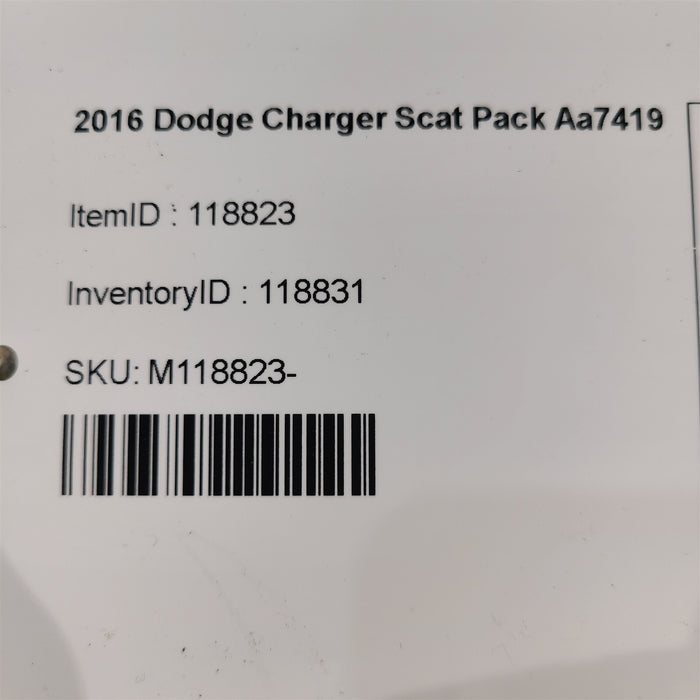 2016 Dodge Charger Scat Pack Aa7419
ItemID : 118823
InventoryID : 118831
SKU: M118823-